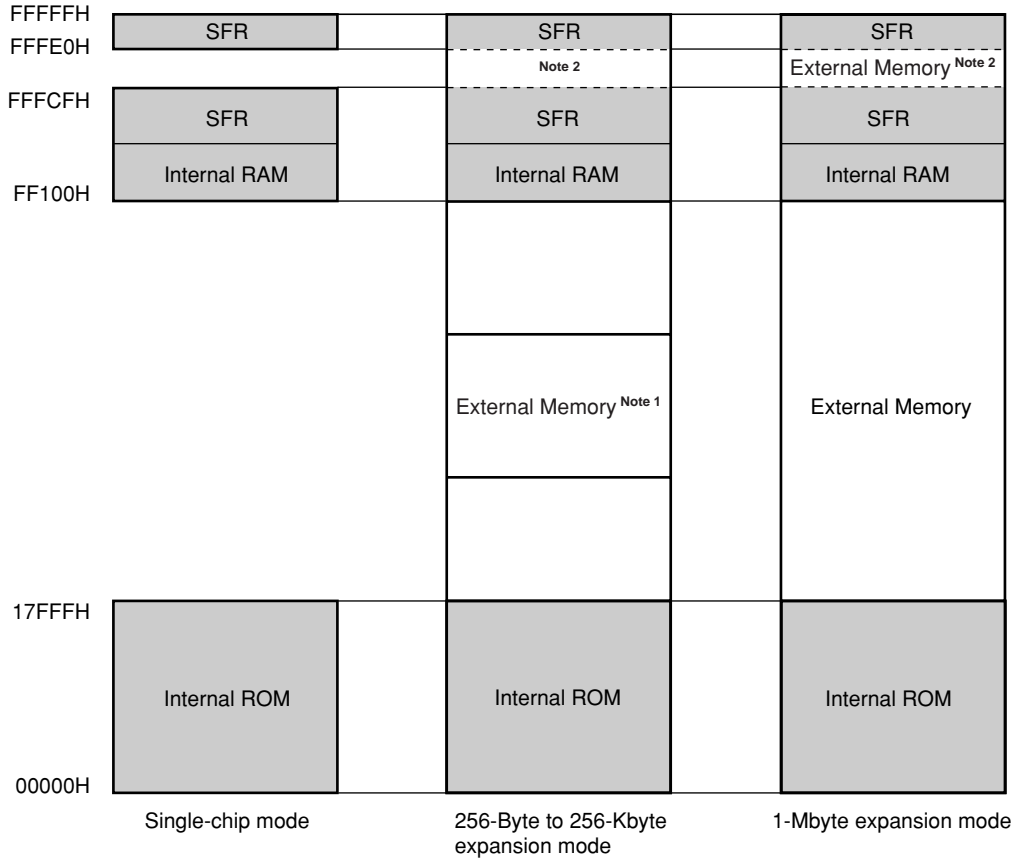 FFFFFH
SFR
SFR
SFR
FFFE0H
Note 2
External Memory Note 2
FFFCFH
SFR
SFR
SFR
Internal RAM
Internal RAM
Internal RAM
FF100H
External Memory Note 1
External Memory
17FFFH
Internal ROM
Internal ROM
Internal ROM
00000H
Single-chip mode
256-Byte to 256-Kbyte
expansion mode
1-Mbyte expansion mode